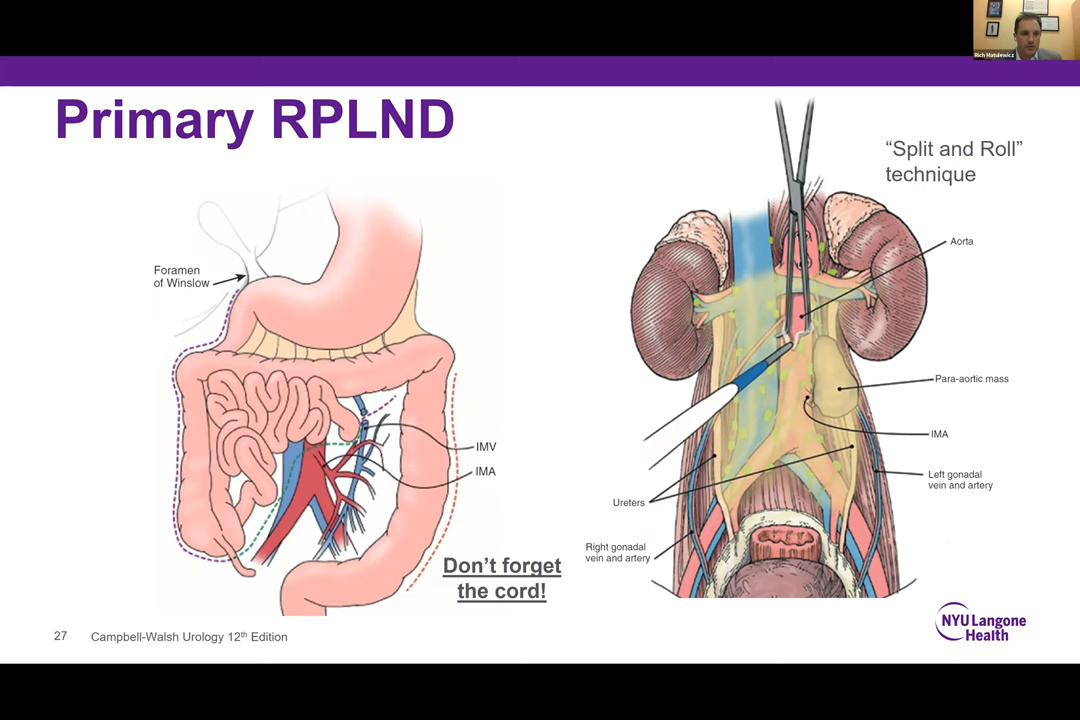 Rich Matulewicz
Primary RPLND
“Split and Roll”
technique
Foramen
of Winslow
IMV
IMA
Aorta
Para-aortic mass
IMA
Left gonadal
vein and artery
Ureters
Right gonadal
vein and artery
Don’t forget
the cord!
27 Campbell-Walsh Urology 12th Edition
NYU Langone
Health